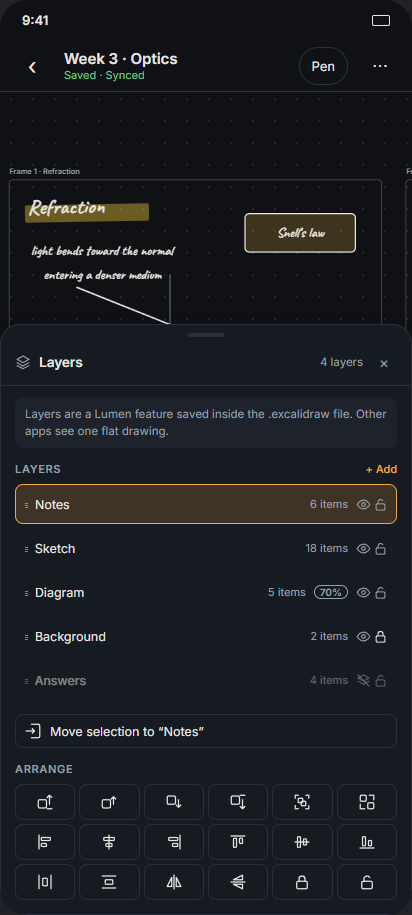 9:41
Week 3 · Optics
Saved · Synced
Pen
Frame 1 · Refraction
Refraction
Snell's law
light bends toward the normal
entering a denser medium
Layers
4 layers
Layers are a Lumen feature saved inside the .excalidraw file. Other
apps see one flat drawing.
LAYERS
+ Add
Notes
6 items
Sketch
18 items
Diagram
5 items
70%
Background
2 items
Answers
4 items
Move selection to “Notes”
ARRANGE